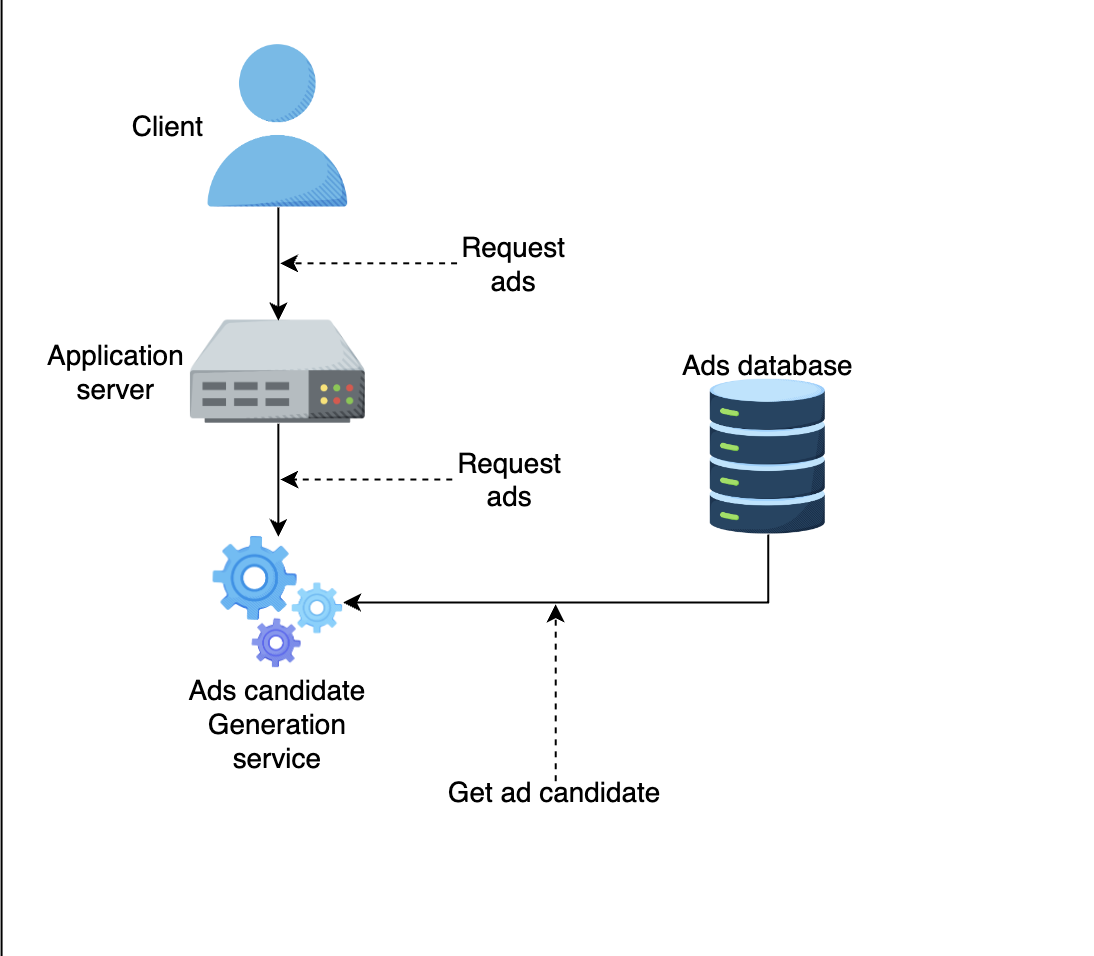 Client
Request
ads
Application
server
Ads database
Request
ads
Ads candidate
Generation
service
Get ad candidate